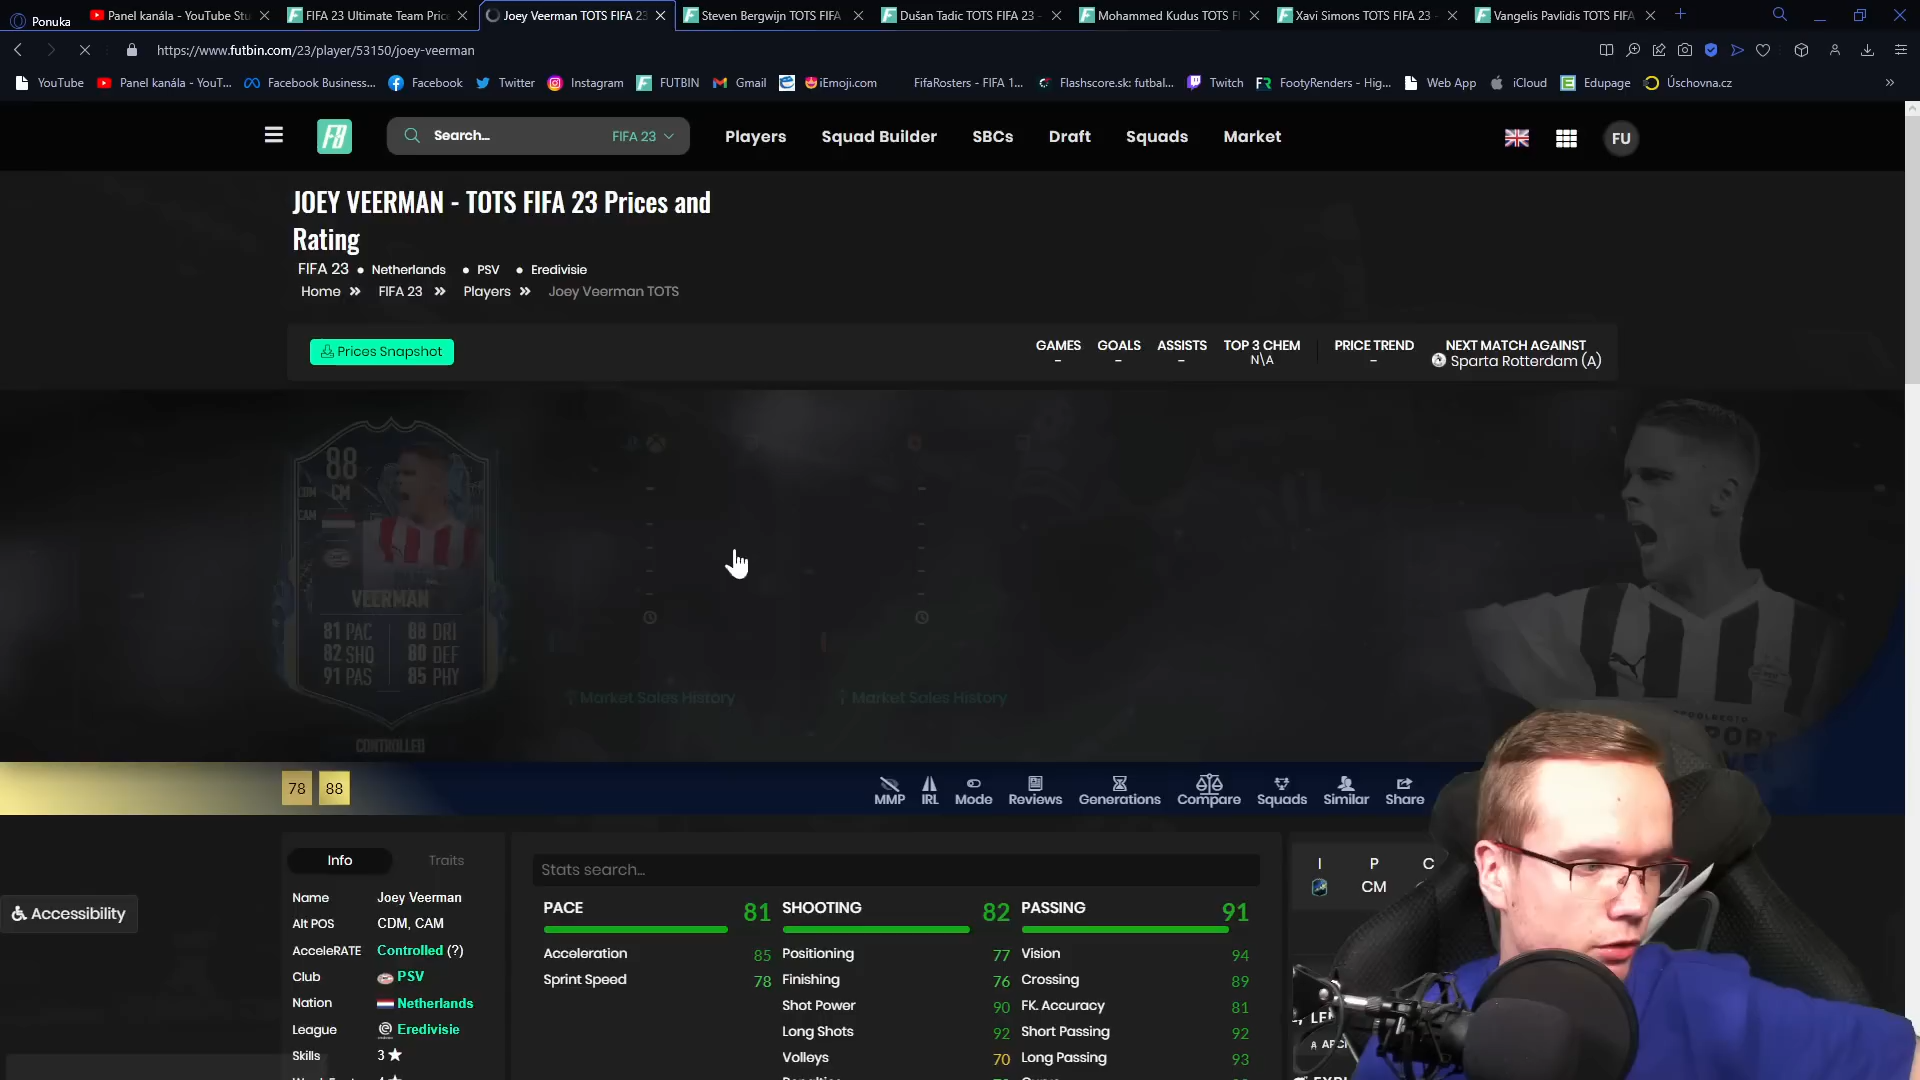 Ponuka
Panel kanála - YouTube Stu
FIFA 23 Ultimate Team Price
Joey Veerman TOTS FIFA 23
Steven Bergwijn TOTS FIFA
Dušan Tadic TOTS FIFA 23 -
Mohammed Kudus TOTS F
Xavi Simons TOTS FIFA 23 -
Vangelis Pavlidis TOTS FIFA
https://www.futbin.com/23/player/53150/joey-veerman
YouTube
Panel kanála - YouT...
Facebook Business...
Facebook
Twitter
Instagram
FUTBIN
Gmail
iEmoji.com
FifaRosters - FIFA 1...
Flashscore.sk: futbal...
Twitch
FootyRenders - Hig...
Web App
iCloud
Edupage
Úschovna.cz
Search...
FIFA 23
Players
Squad Builder
SBCs
Draft
Squads
Market
FU
JOEY VEERMAN - TOTS FIFA 23 Prices and
Rating
FIFA 23 • Netherlands • PSV • Eredivisie
Home » FIFA 23 » Players » Joey Veerman TOTS
Prices Snapshot
GAMES
-
GOALS
-
ASSISTS
-
TOP 3 CHEM
N\A
PRICE TREND
-
NEXT MATCH AGAINST
Sparta Rotterdam (A)
88
CM
CDM
CAM
VEERMAN
81 PAC 88 DRI
82 SHO 80 DEF
91 PAS 85 PHY
CONTROLLED
Market Sales History
Market Sales History
78 88
MMP
IRL
Mode
Reviews
Generations
Compare
Squads
Similar
Share
Info
Traits
Name Joey Veerman
Alt POS CDM, CAM
AcceleRATE Controlled (?)
Club PSV
Nation Netherlands
League Eredivisie
Skills 3
Accessibility
Stats search...
PACE 81
Acceleration 85
Sprint Speed 78
SHOOTING 82
Positioning 77
Finishing 76
Shot Power 90
Long Shots 92
Volleys 70
PASSING 91
Vision 94
Crossing 89
FK. Accuracy 81
Short Passing 92
Long Passing 93
I P C
CM